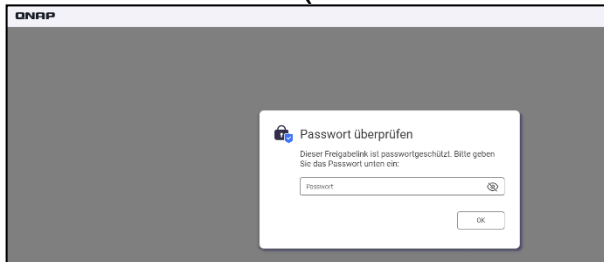 QNAP
Passwort überprüfen
Dieser Freigabelink ist passwortgeschützt. Bitte geben
Sie das Passwort unten ein:
Passwort
OK